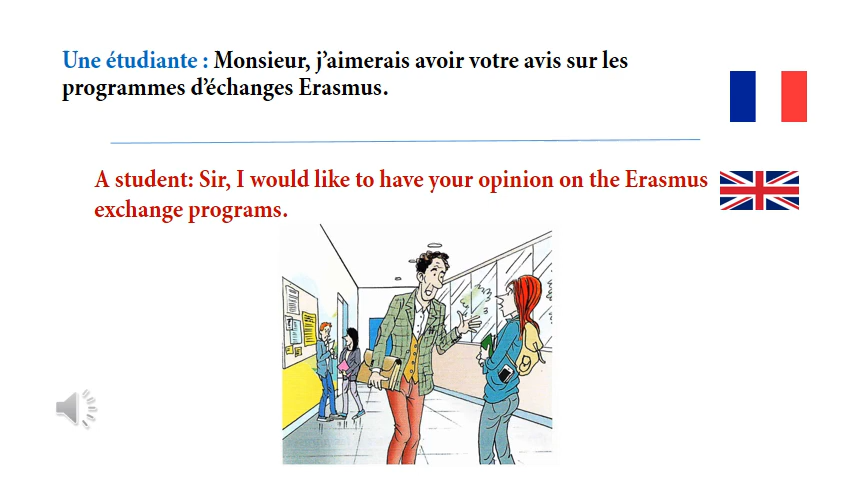 Une étudiante : Monsieur, j’aimerais avoir votre avis sur les
programmes d’échanges Erasmus.
A student: Sir, I would like to have your opinion on the Erasmus
exchange programs.